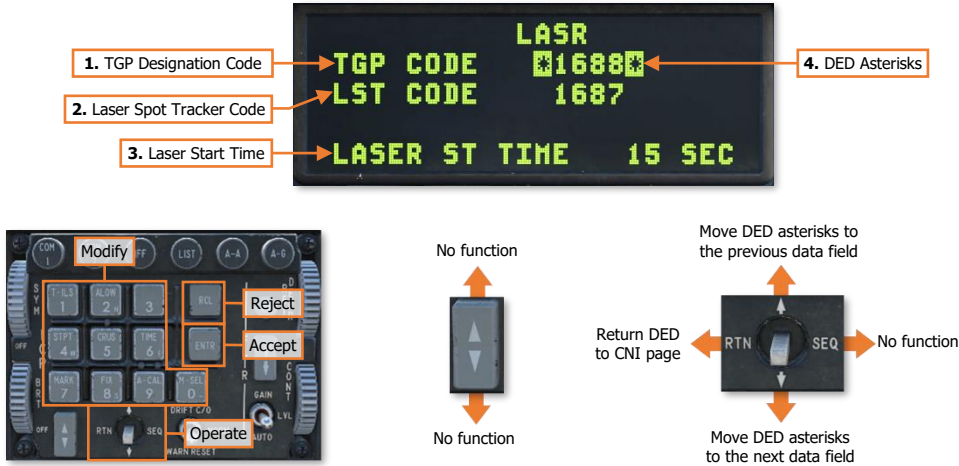 LASR
1. TGP Designation Code
TGP CODE *1688*
4. DED Asterisks
2. Laser Spot Tracker Code
LST CODE 1687
3. Laser Start Time
LASER ST TIME 15 SEC
COM
1
Modify
FF
LIST
A-A
A-G
SYM
T-ILS
1
ALOW
2 N
3
RCL
Reject
STPT
4 W
CRUS
5
TIME
6 E
ENTR
Accept
OFF
BRT
CONT
MARK
7
FIX
8 S
A-CAL
9
M-SEL
0 -
GAIN
LVL
AUTO
DRIFT C/O
OFF
RTN
SEQ
Operate
WARN RESET
No function
No function
Move DED asterisks to
the previous data field
Return DED
to CNI page
RTN
SEQ
No function
Move DED asterisks
to the next data field